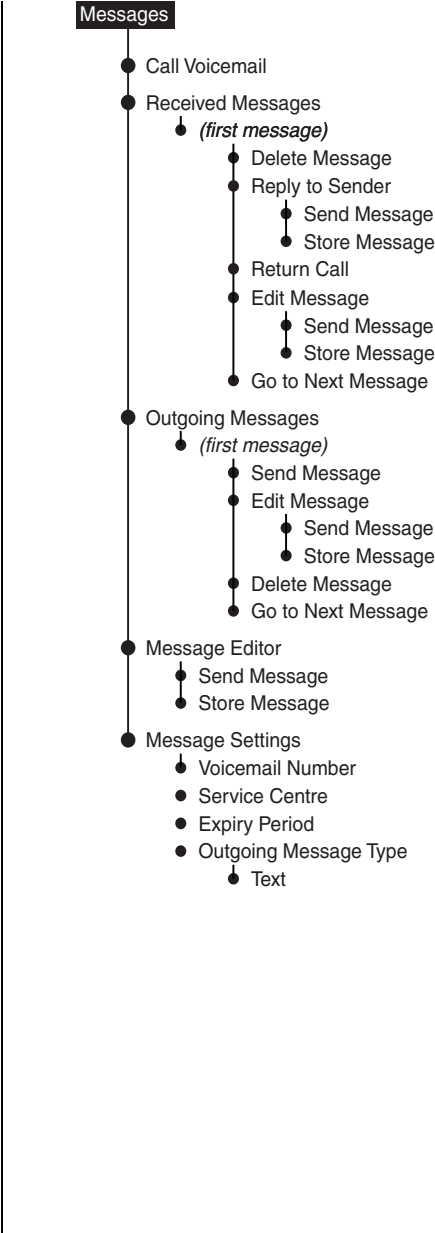 Messages
Call Voicemail
Received Messages
(first message)
Delete Message
Reply to Sender
Send Message
Store Message
Return Call
Edit Message
Send Message
Store Message
Go to Next Message
Outgoing Messages
(first message)
Send Message
Edit Message
Send Message
Store Message
Delete Message
Go to Next Message
Message Editor
Send Message
Store Message
Message Settings
Voicemail Number
Service Centre
Expiry Period
Outgoing Message Type
Text